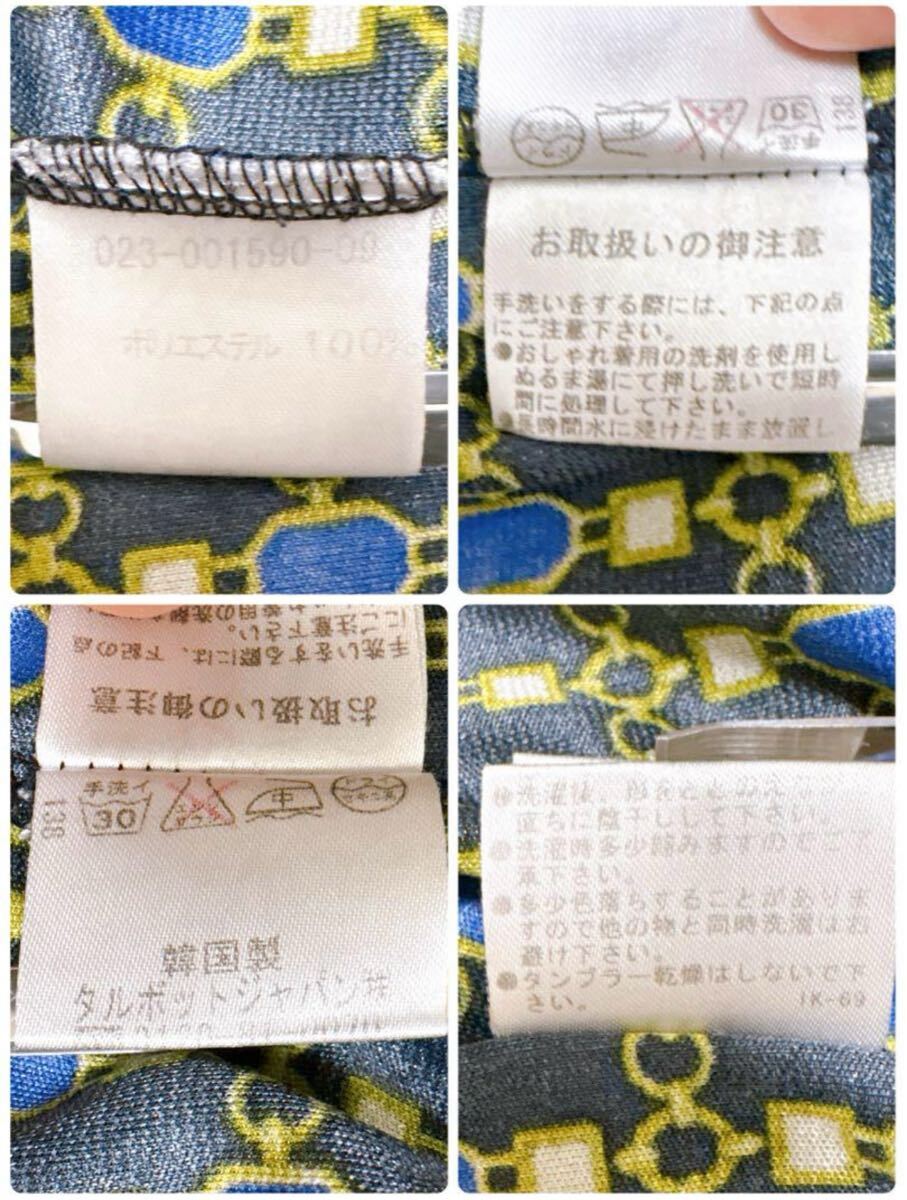 023-001590-09
ポリエステル 100%
手洗イ
30
中
138
お取扱いの御注意
手洗いをする際には、下記の点
にご注意下さい。
●おしゃれ着用の洗剤を使用し
ぬるま湯にて押し洗いで短時
間に処理して下さい。
●長時間水に浸けたまま放置し
にご注意下さい。
手洗いをする際には、下記の点
お取扱いの御注意
手洗イ
30
中
138
韓国製
タルボットジャパン株
●洗濯後、形をととのえ
直ちに陰干しして下さい。
●洗濯時多少縮みますのでご了
承下さい。
●多少色落ちすることがありま
すので他の物と同時洗濯はお
避け下さい。
●タンブラー乾燥はしないで下
さい。
IK-69